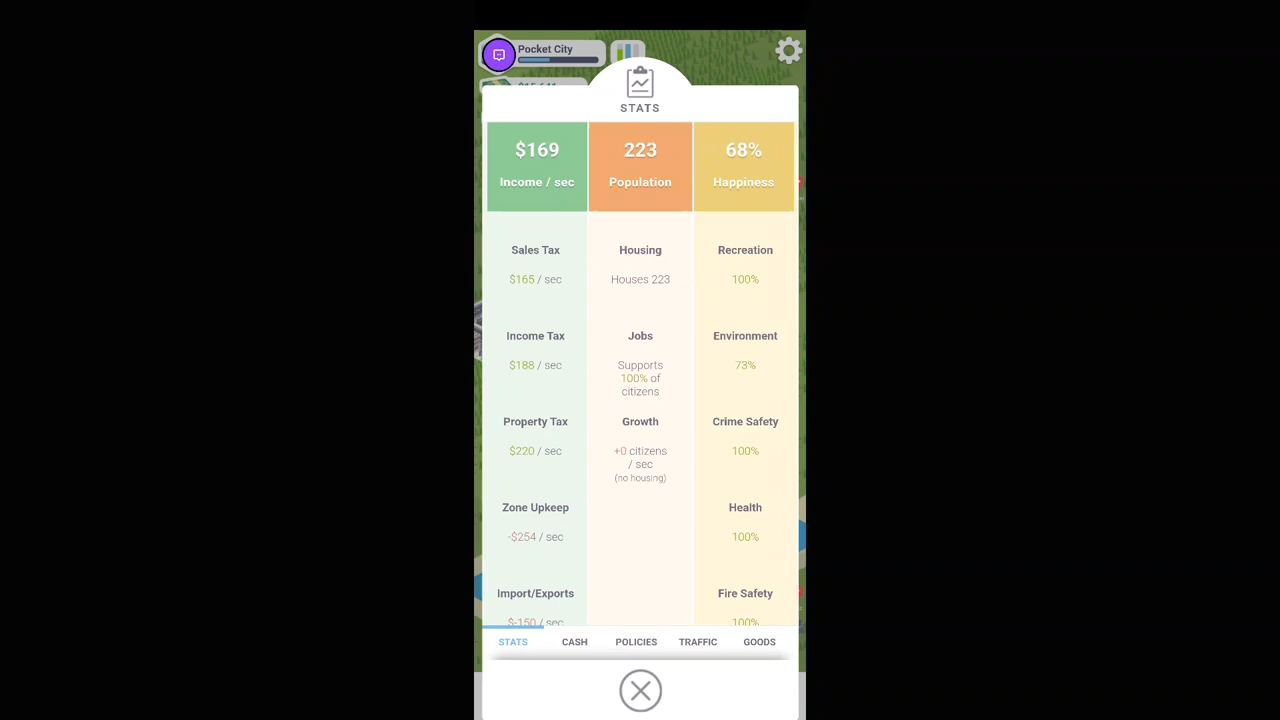 Pocket City
STATS
$169
Income / sec
223
Population
68%
Happiness
Sales Tax
$165 / sec
Income Tax
$188 / sec
Property Tax
$220 / sec
Zone Upkeep
-$254 / sec
Import/Exports
$-150 / sec
Housing
Houses 223
Jobs
Supports
100% of
citizens
Growth
+0 citizens
/ sec
(no housing)
Recreation
100%
Environment
73%
Crime Safety
100%
Health
100%
Fire Safety
100%
STATS CASH POLICIES TRAFFIC GOODS